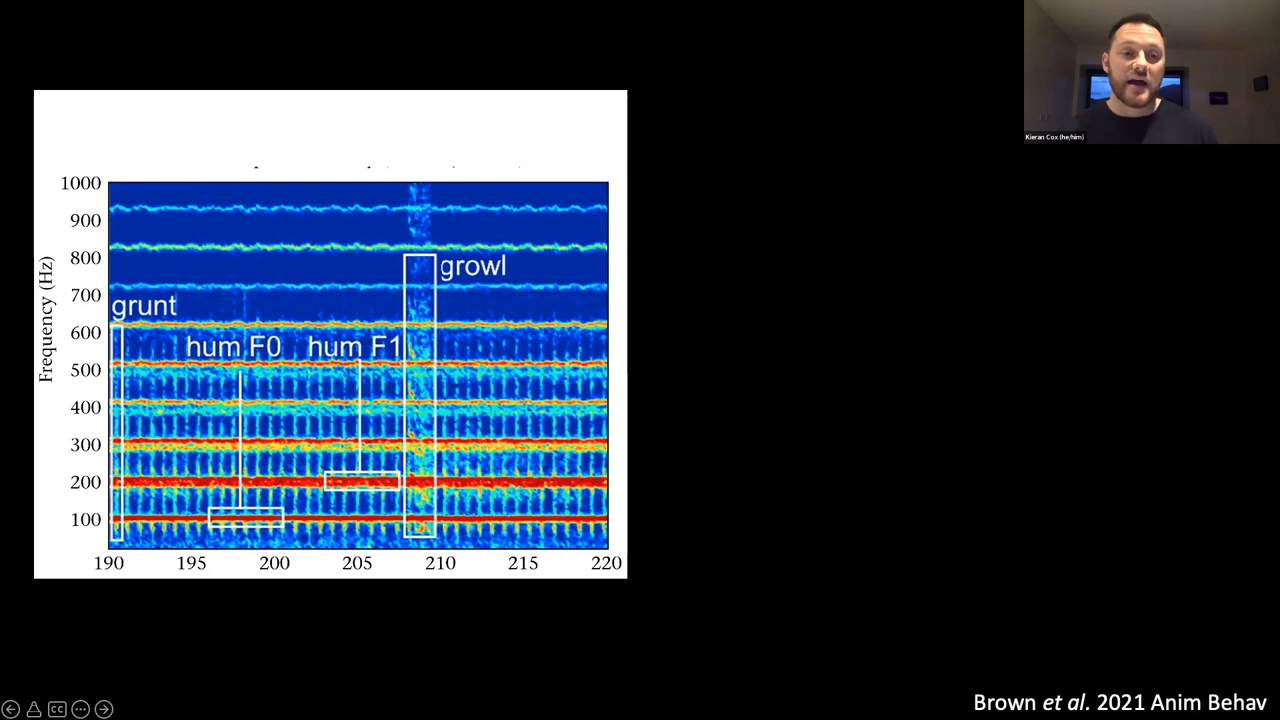 Kieran Cox (he/him)
1000
900
800
700
600
500
400
300
200
100
Frequency (Hz)
growl
grunt
hum F0
hum F1
190 195 200 205 210 215 220
CC
Brown et al. 2021 Anim Behav